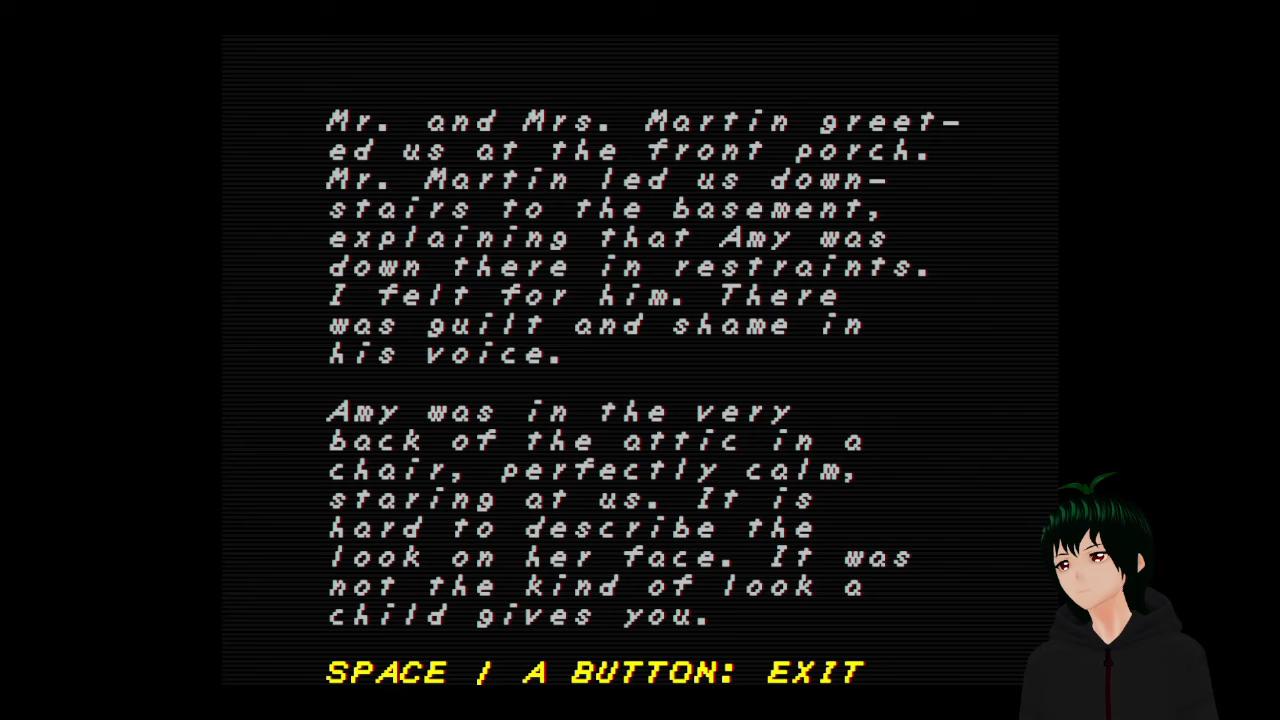 Mr. and Mrs. Martin greet-
ed us at the front porch.
Mr. Martin led us down-
stairs to the basement,
explaining that Amy was
down there in restraints.
I felt for him. There
was guilt and shame in
his voice.
Amy was in the very
back of the attic in a
chair, perfectly calm,
staring at us. It is
hard to describe the
look on her face. It was
not the kind of look a
child gives you.
SPACE / A BUTTON: EXIT